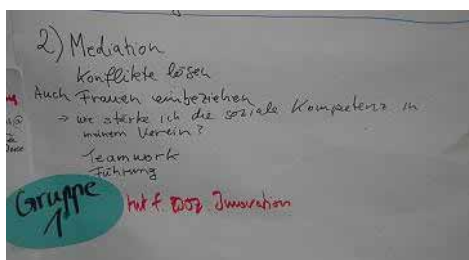 2) Mediation
Konflikte lösen
Auch Frauen einbeziehen
→ wie stärke ich die soziale Kompetenz in
meinem Verein?
Teamwork
Führung
Gruppe
1
f. soz. Innovation